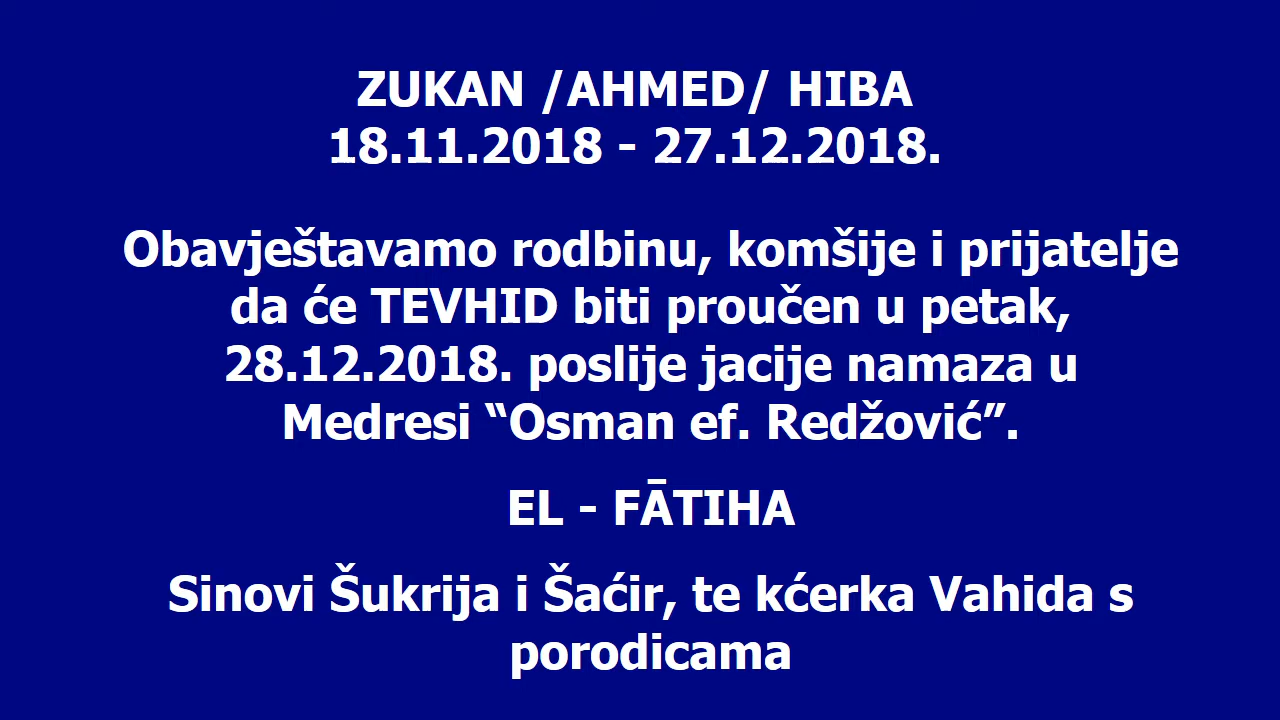 ZUKAN /AHMED/ HIBA
18.11.2018 - 27.12.2018.
Obavještavamo rodbinu, komšije i prijatelje
da će TEVHID biti proučen u petak,
28.12.2018. poslije jacije namaza u
Medresi “Osman ef. Redžović”.
EL - FĀTIHA
Sinovi Šukrija i Šaćir, te kćerka Vahida s
porodicama